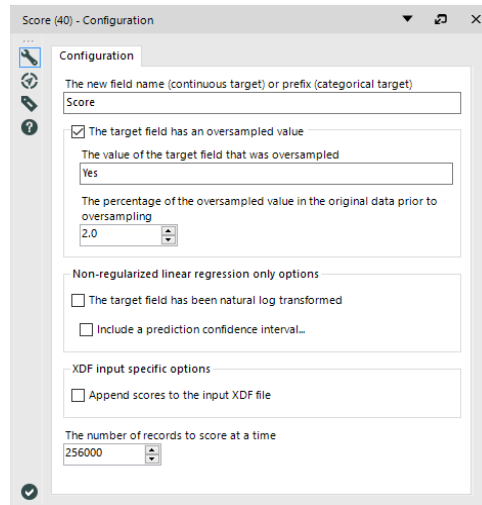 Score (40) - Configuration
Configuration
The new field name (continuous target) or prefix (categorical target)
Score
The target field has an oversampled value
The value of the target field that was oversampled
Yes
The percentage of the oversampled value in the original data prior to
oversampling
2.0
Non-regularized linear regression only options
The target field has been natural log transformed
Include a prediction confidence interval...
XDF input specific options
Append scores to the input XDF file
The number of records to score at a time
256000